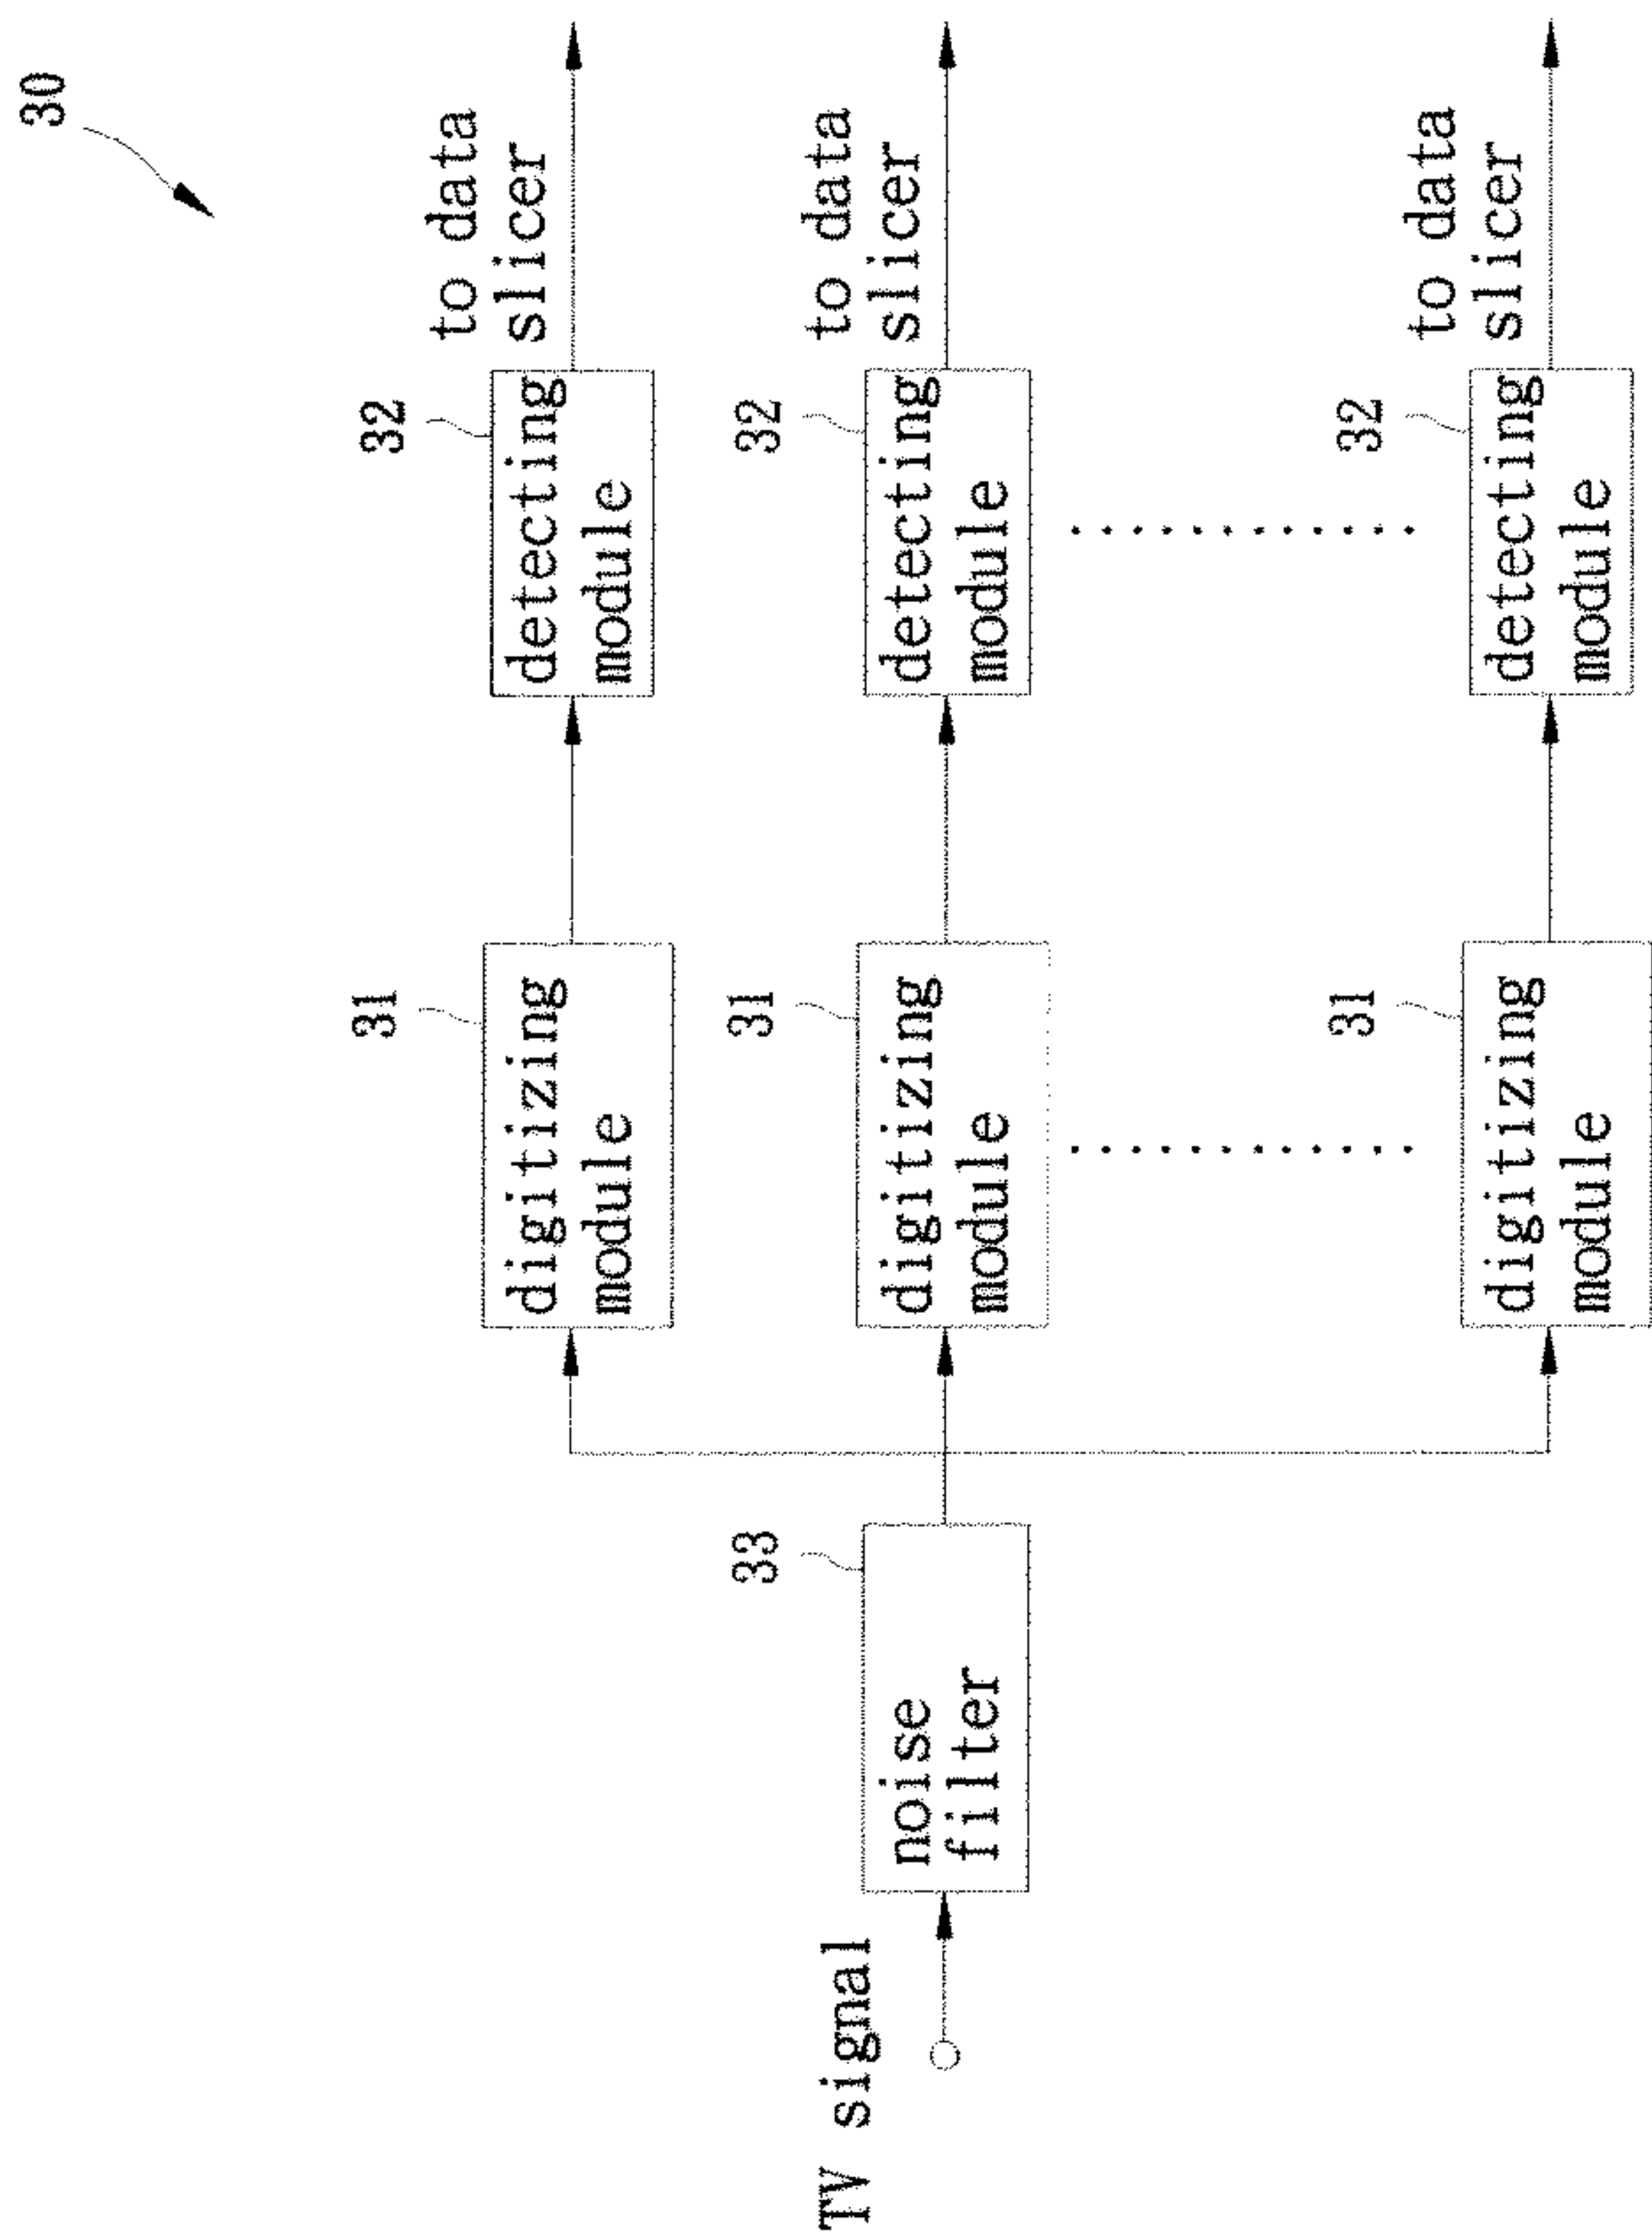 30
32
to data
slicer
31
detecting
module
digitizing
module
33
32
to data
slicer
TV signal
31
detecting
module
noise
filter
digitizing
module
32
to data
slicer
31
detecting
module
digitizing
module